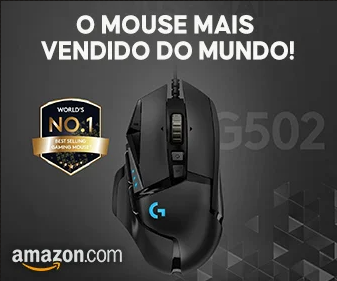 O MOUSE MAIS
VENDIDO DO MUNDO!
WORLD'S
NO.1
BEST SELLING
GAMING MOUSE
G502
G
amazon.com